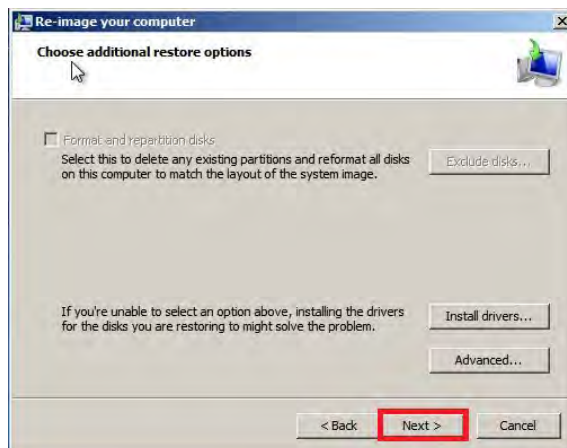 Re-image your computer
Choose additional restore options
Format and repartition disks
Select this to delete any existing partitions and reformat all disks
on this computer to match the layout of the system image.
Exclude disks...
If you're unable to select an option above, installing the drivers
for the disks you are restoring to might solve the problem.
Install drivers...
Advanced...
< Back
Next >
Cancel